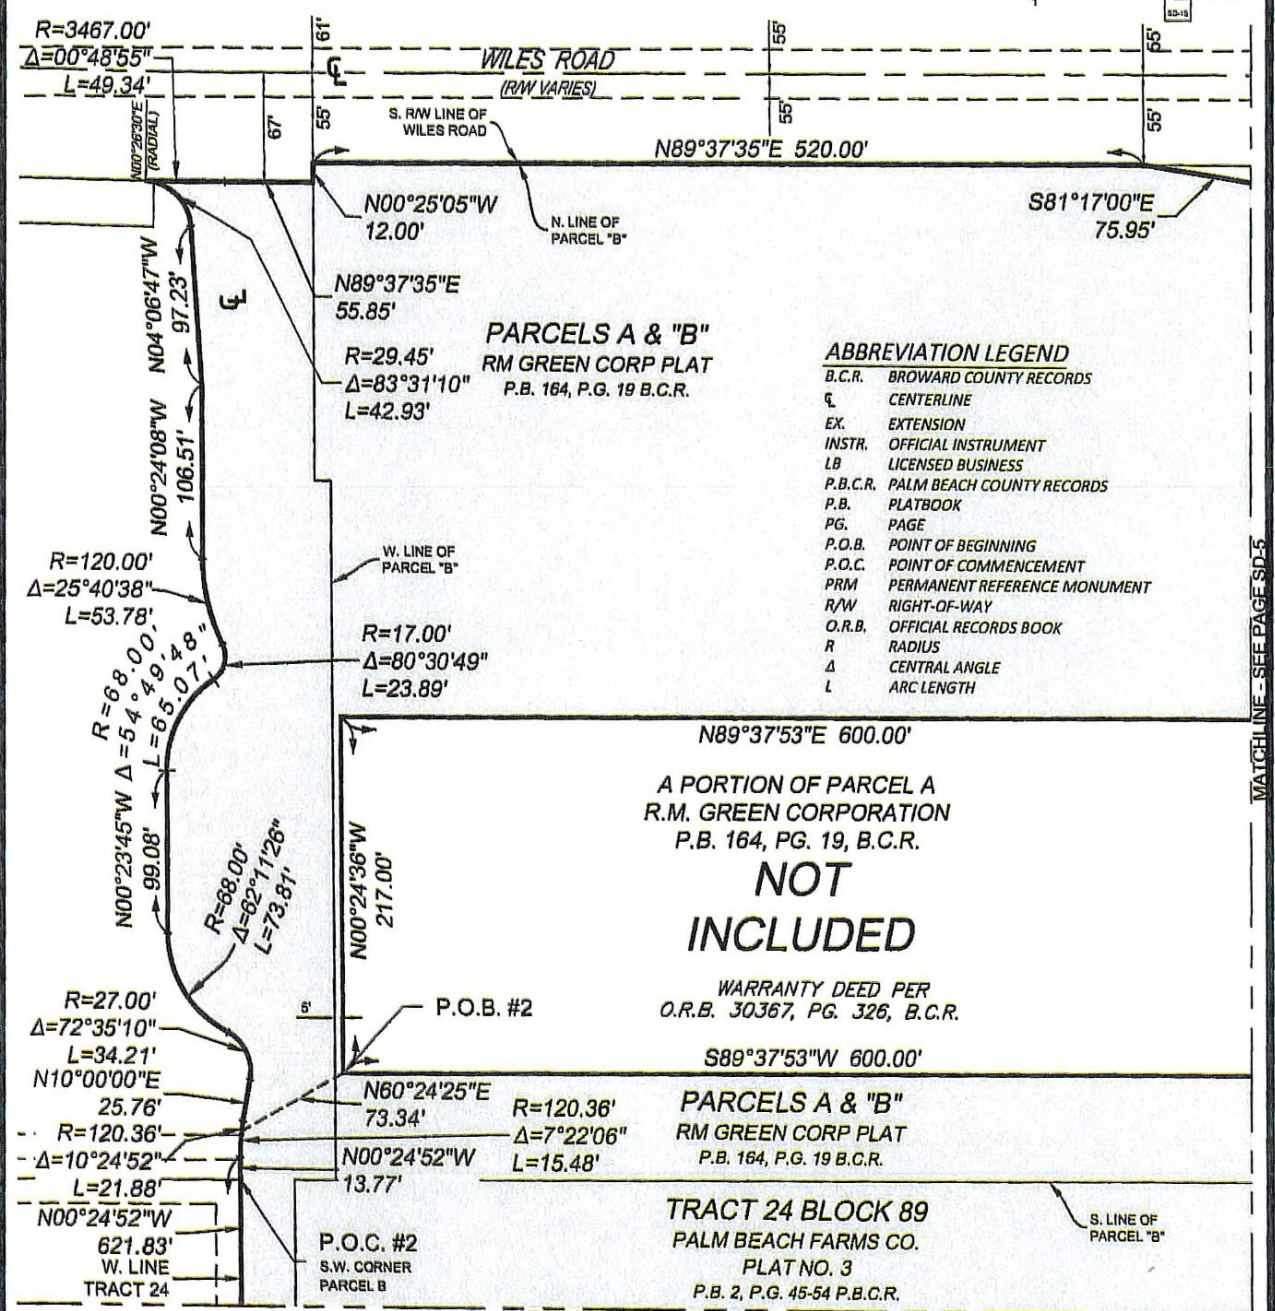 SD-15
R=3467.00'
Δ=00°48'55"
L=49.34'
N00°26'30"E
(RADIAL)
67'
61'
55'
℄
WILES ROAD
(R/W VARIES)
55'
55'
55'
55'
S. R/W LINE OF
WILES ROAD
N89°37'35"E 520.00'
N00°25'05"W
12.00'
N. LINE OF
PARCEL "B"
S81°17'00"E
75.95'
N04°06'47"W
97.23'
℄
N89°37'35"E
55.85'
R=29.45'
Δ=83°31'10"
L=42.93'
PARCELS A & "B"
RM GREEN CORP PLAT
P.B. 164, P.G. 19 B.C.R.
ABBREVIATION LEGEND
B.C.R. BROWARD COUNTY RECORDS
℄ CENTERLINE
EX. EXTENSION
INSTR. OFFICIAL INSTRUMENT
LB LICENSED BUSINESS
P.B.C.R. PALM BEACH COUNTY RECORDS
P.B. PLATBOOK
PG. PAGE
P.O.B. POINT OF BEGINNING
P.O.C. POINT OF COMMENCEMENT
PRM PERMANENT REFERENCE MONUMENT
R/W RIGHT-OF-WAY
O.R.B. OFFICIAL RECORDS BOOK
R RADIUS
Δ CENTRAL ANGLE
L ARC LENGTH
N00°24'08"W
106.51'
W. LINE OF
PARCEL "B"
R=120.00'
Δ=25°40'38"
L=53.78'
R=17.00'
Δ=80°30'49"
L=23.89'
R=68.00'
Δ=54°49'48"
L=65.07'
MATCHLINE - SEE PAGE SD-5
N89°37'53"E 600.00'
A PORTION OF PARCEL A
R.M. GREEN CORPORATION
P.B. 164, PG. 19, B.C.R.
NOT
INCLUDED
WARRANTY DEED PER
O.R.B. 30367, PG. 326, B.C.R.
N00°23'45"W
99.08'
R=68.00'
Δ=62°11'26"
L=73.81'
N00°24'36"W
217.00'
5'
P.O.B. #2
S89°37'53"W 600.00'
R=27.00'
Δ=72°35'10"
L=34.21'
N10°00'00"E
25.76'
R=120.36'
Δ=10°24'52"
L=21.88'
N00°24'52"W
621.83'
W. LINE
TRACT 24
N60°24'25"E
73.34'
R=120.36'
Δ=7°22'06"
L=15.48'
N00°24'52"W
13.77'
PARCELS A & "B"
RM GREEN CORP PLAT
P.B. 164, P.G. 19 B.C.R.
P.O.C. #2
S.W. CORNER
PARCEL B
TRACT 24 BLOCK 89
PALM BEACH FARMS CO.
PLAT NO. 3
P.B. 2, P.G. 45-54 P.B.C.R.
S. LINE OF
PARCEL "B"